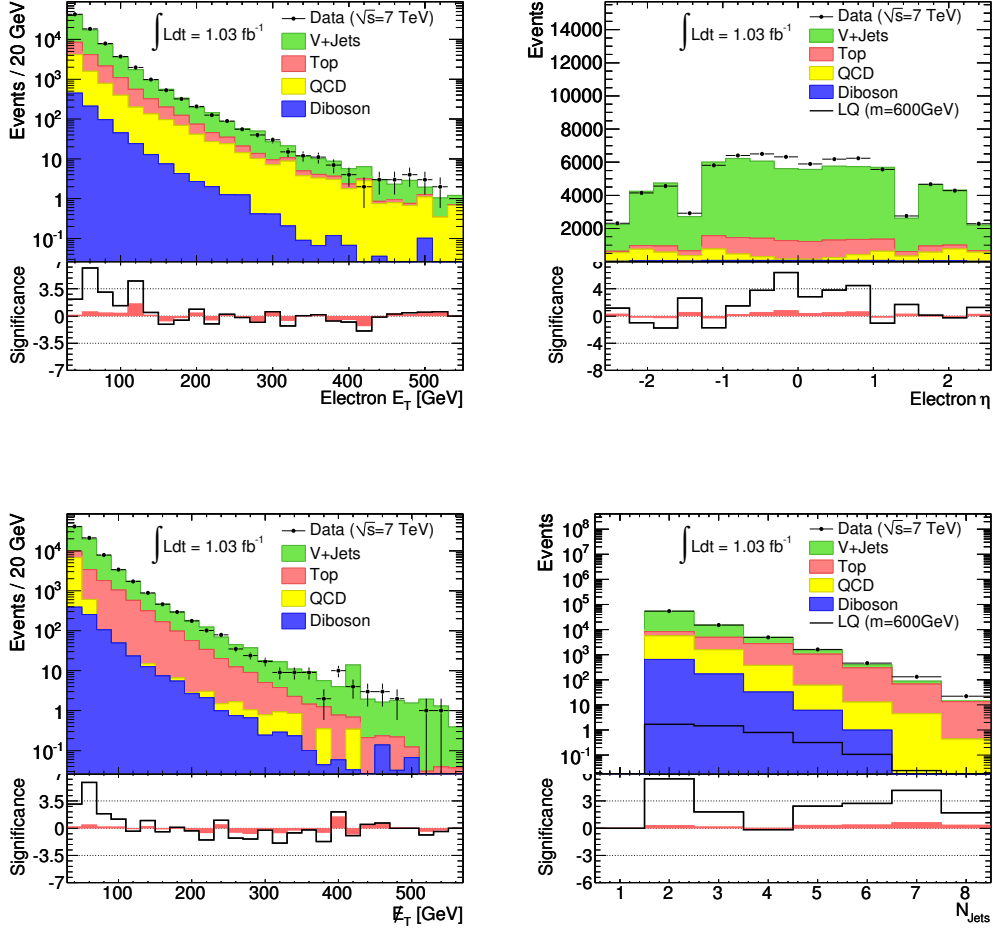 Events / 20 GeV
10⁴
10³
10²
10
1
10⁻¹
∫ Ldt = 1.03 fb⁻¹
Data (√s=7 TeV)
V+Jets
Top
QCD
Diboson
Significance
7
3.5
0
-3.5
-7
100 200 300 400 500
Electron E_T [GeV]
Events
14000
12000
10000
8000
6000
4000
2000
∫ Ldt = 1.03 fb⁻¹
Data (√s=7 TeV)
V+Jets
Top
QCD
Diboson
LQ (m=600GeV)
Significance
8
4
0
-4
-8
-2 -1 0 1 2
Electron η
Events / 20 GeV
10⁴
10³
10²
10
1
10⁻¹
∫ Ldt = 1.03 fb⁻¹
Data (√s=7 TeV)
V+Jets
Top
QCD
Diboson
Significance
7
3.5
0
-3.5
-7
100 200 300 400 500
E̸_T [GeV]
Events
10⁸
10⁷
10⁶
10⁵
10⁴
10³
10²
10
1
10⁻¹
∫ Ldt = 1.03 fb⁻¹
Data (√s=7 TeV)
V+Jets
Top
QCD
Diboson
LQ (m=600GeV)
Significance
6
3
0
-3
-6
1 2 3 4 5 6 7 8
N_Jets